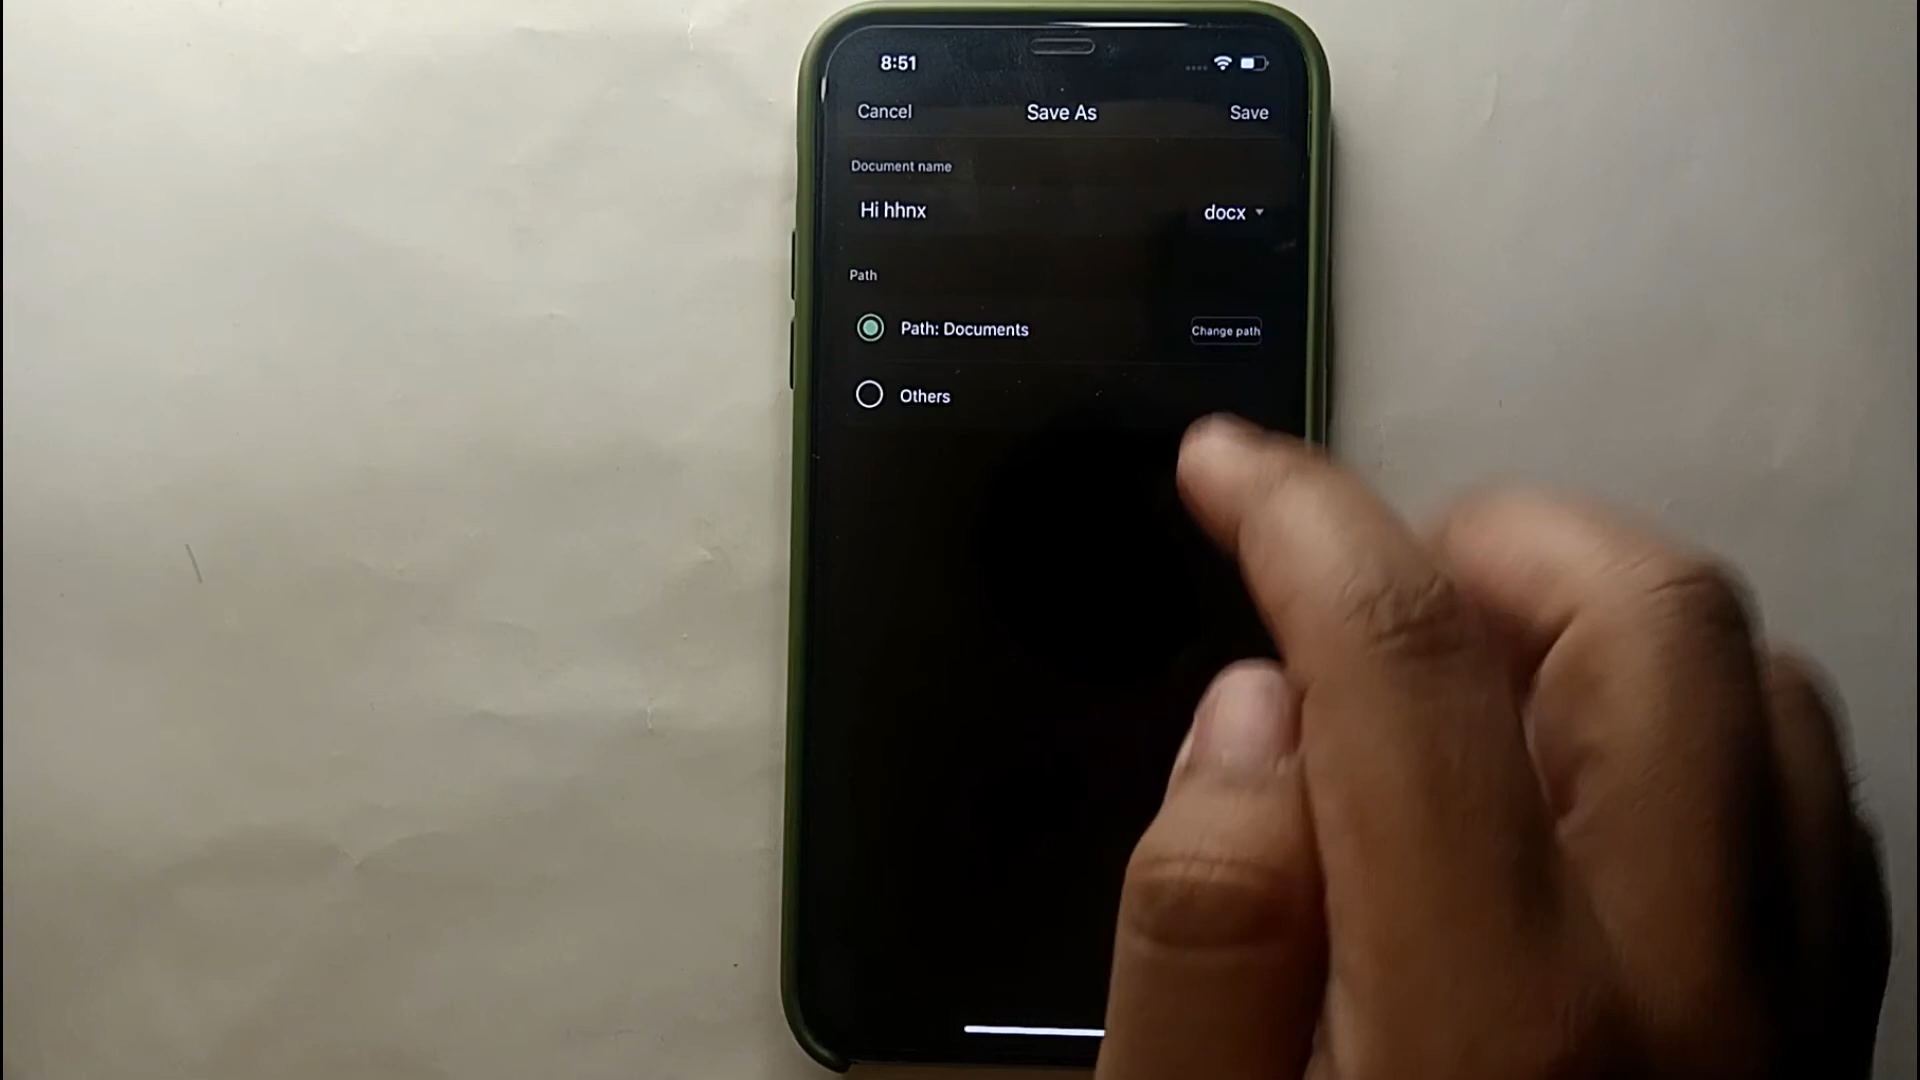 8:51
Cancel
Save As
Save
Document name
Hi hhnx
docx
Path
Path: Documents
Change path
Others